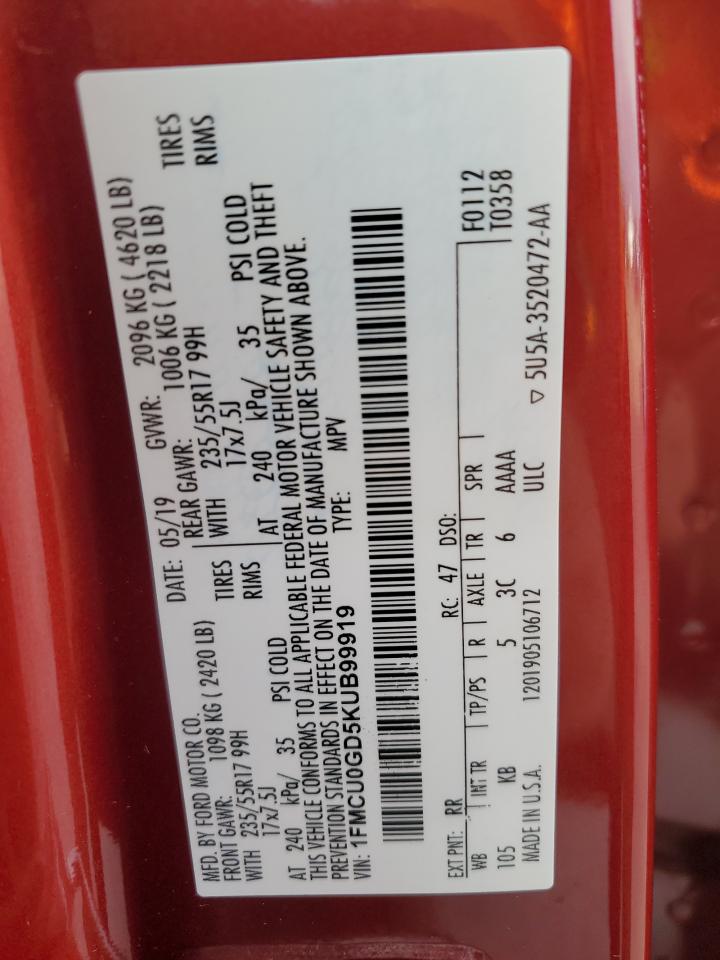 MFD. BY FORD MOTOR CO.
DATE: 05/19 GVWR: 2096 KG ( 4620 LB)
FRONT GAWR: 1098 KG ( 2420 LB) REAR GAWR: 1006 KG ( 2218 LB)
WITH 235/55R17 99H TIRES WITH 235/55R17 99H TIRES
17x7.5J RIMS 17x7.5J RIMS
AT 240 kPa/ 35 PSI COLD AT 240 kPa/ 35 PSI COLD
THIS VEHICLE CONFORMS TO ALL APPLICABLE FEDERAL MOTOR VEHICLE SAFETY AND THEFT
PREVENTION STANDARDS IN EFFECT ON THE DATE OF MANUFACTURE SHOWN ABOVE.
VIN: 1FMCU0GD5KUB99919 TYPE: MPV
EXT PNT: RR RC: 47 DSO: F0112
WB INT TR TP/PS R AXLE TR SPR T0358
105 KB 5 3C 6 AAAA
MADE IN U.S.A. 1201905106712 ULC ▽ 5U5A-3520472-AA